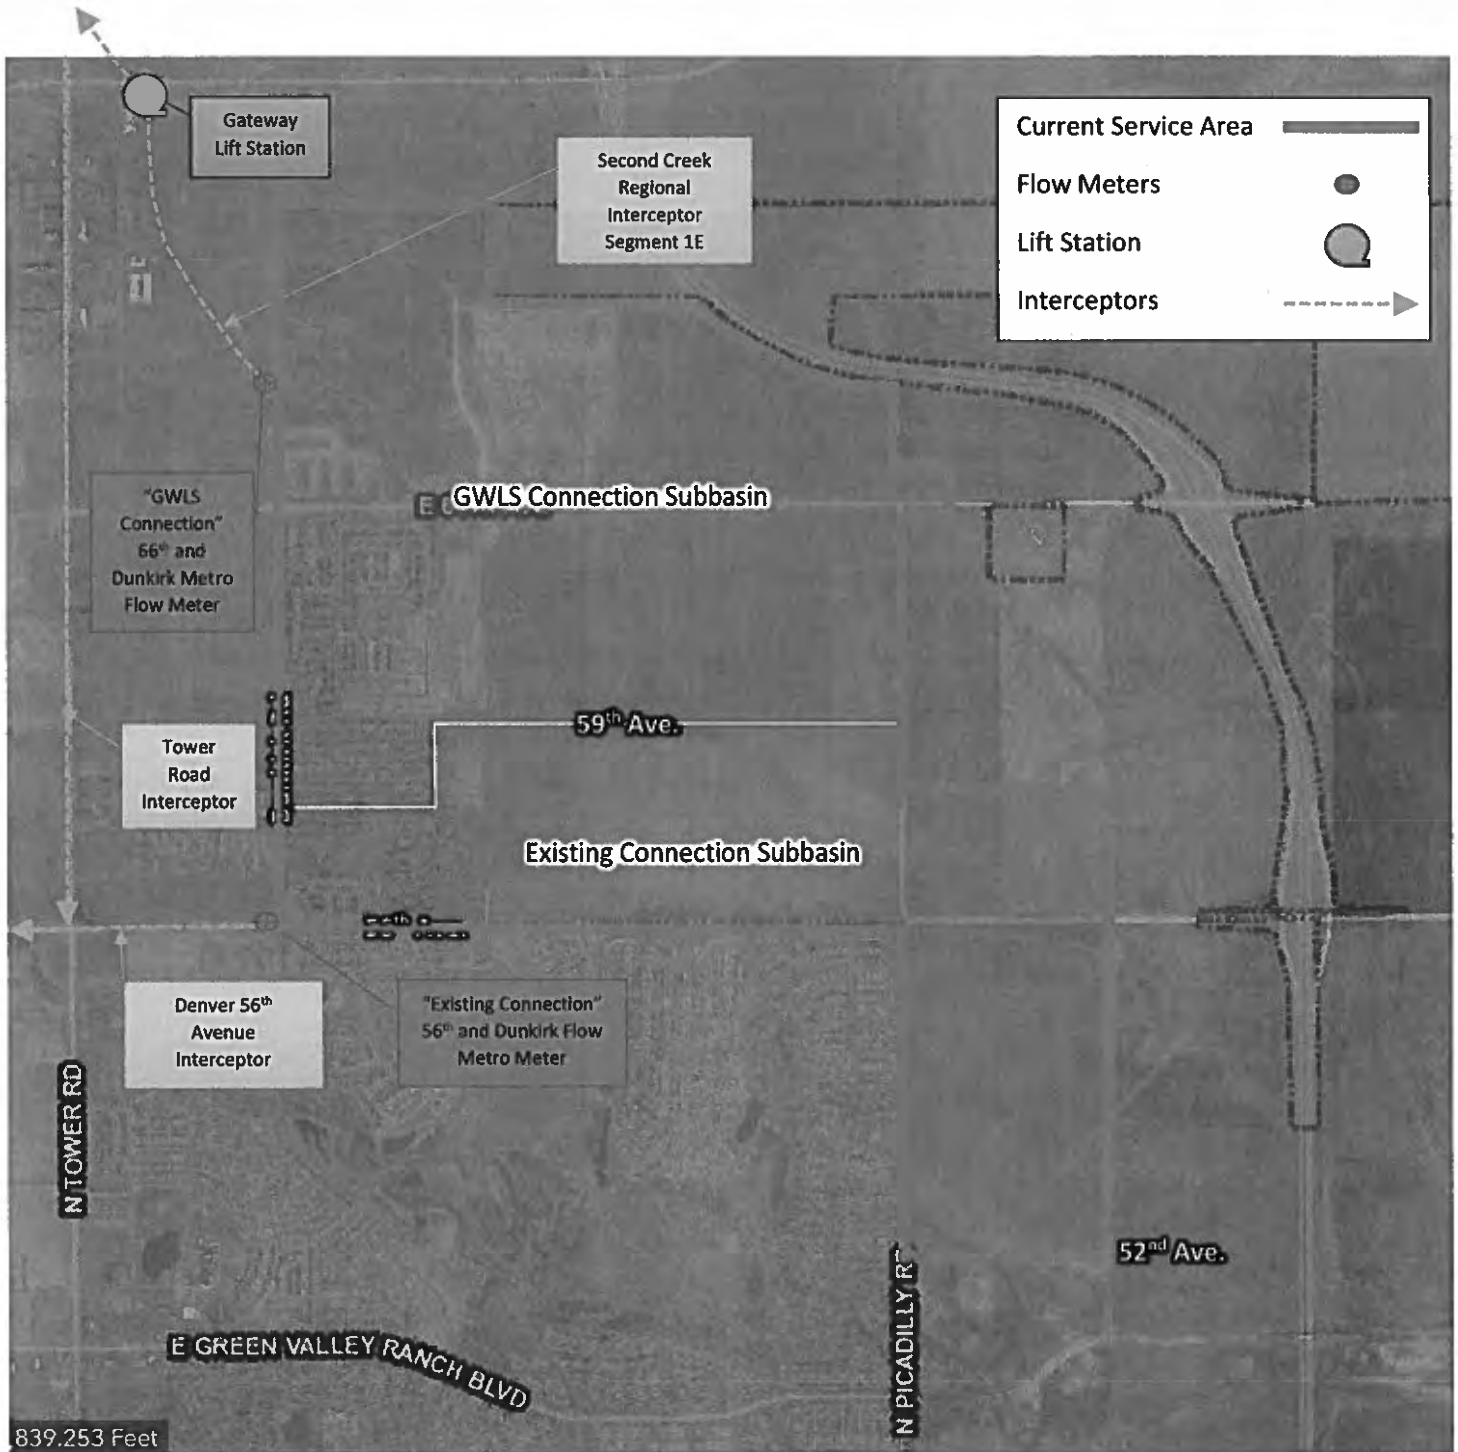 Gateway
Lift Station
Second Creek
Regional
Interceptor
Segment 1E
Current Service Area
Flow Meters
Lift Station
Interceptors
GWLS Connection Subbasin
"GWLS
Connection"
66th and
Dunkirk Metro
Flow Meter
59th Ave.
Tower
Road
Interceptor
Existing Connection Subbasin
Denver 56th
Avenue
Interceptor
"Existing Connection"
56th and Dunkirk Flow
Metro Meter
N TOWER RD
52nd Ave.
N PICADILLY R
E GREEN VALLEY RANCH BLVD
839.253 Feet